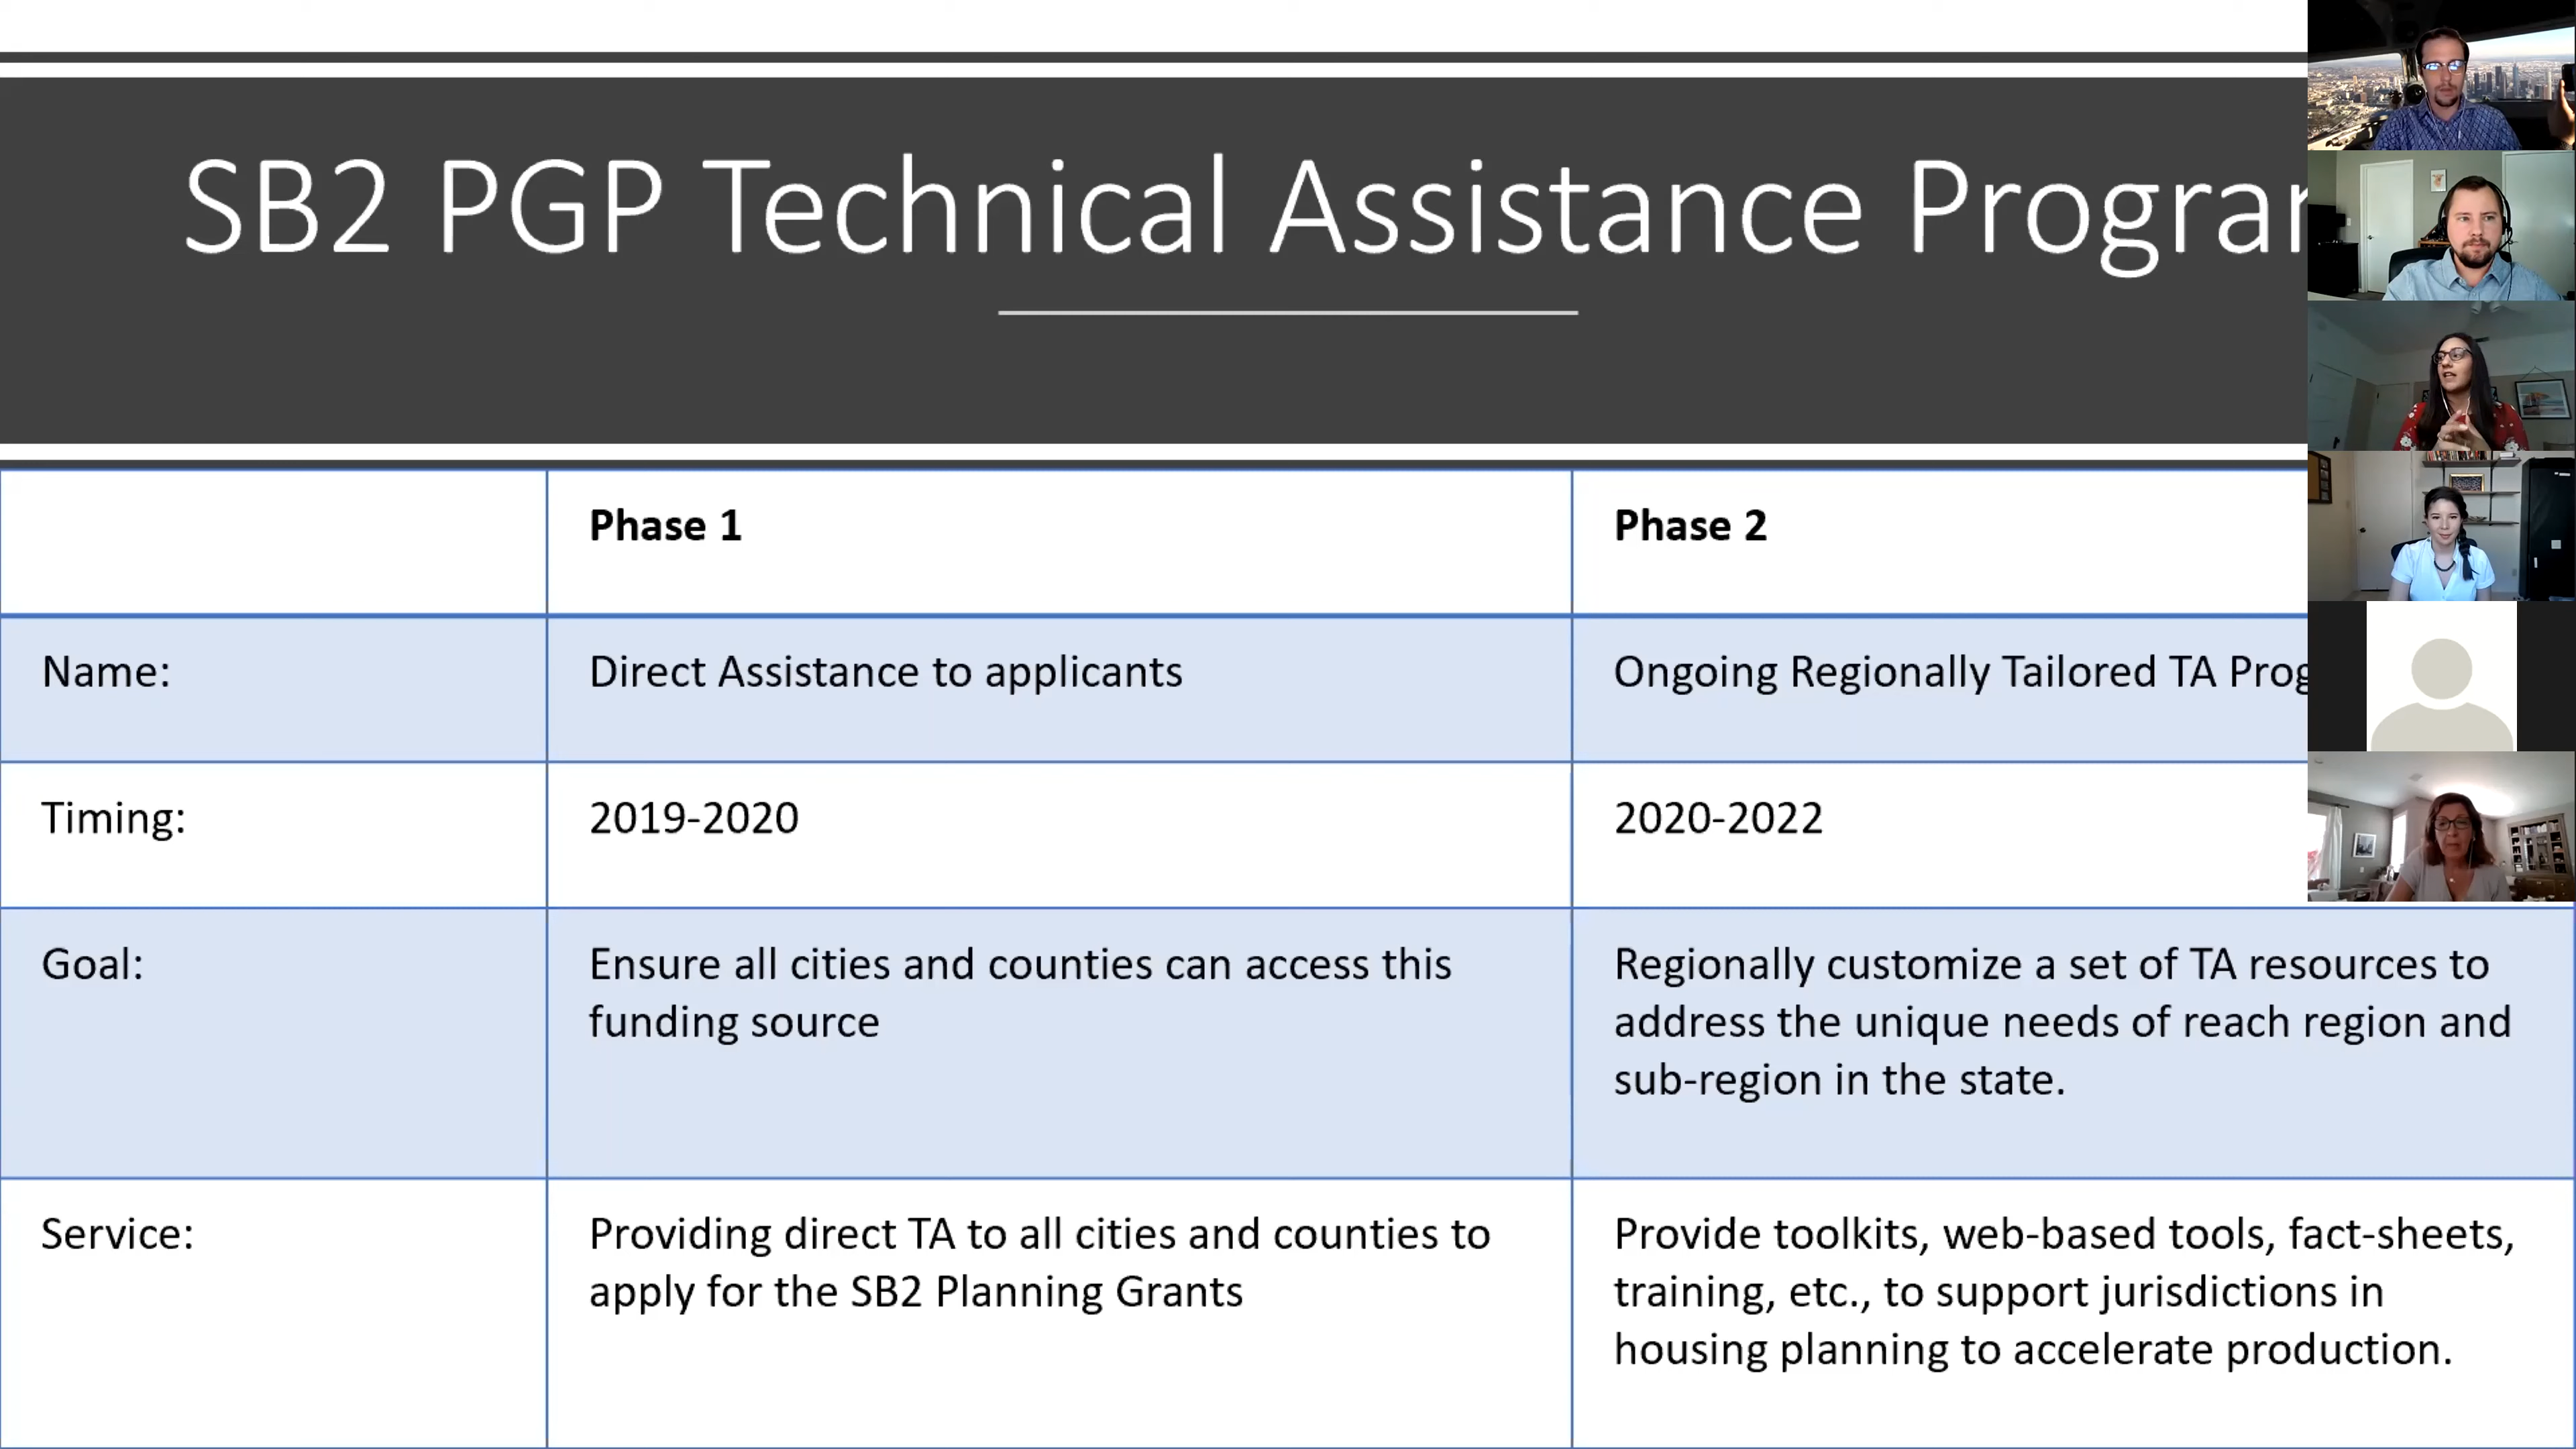 SB2 PGP Technical Assistance Progra
Phase 1
Phase 2
Name:
Direct Assistance to applicants
Ongoing Regionally Tailored TA Prog
Timing:
2019-2020
2020-2022
Goal:
Ensure all cities and counties can access this
funding source
Regionally customize a set of TA resources to
address the unique needs of reach region and
sub-region in the state.
Service:
Providing direct TA to all cities and counties to
apply for the SB2 Planning Grants
Provide toolkits, web-based tools, fact-sheets,
training, etc., to support jurisdictions in
housing planning to accelerate production.